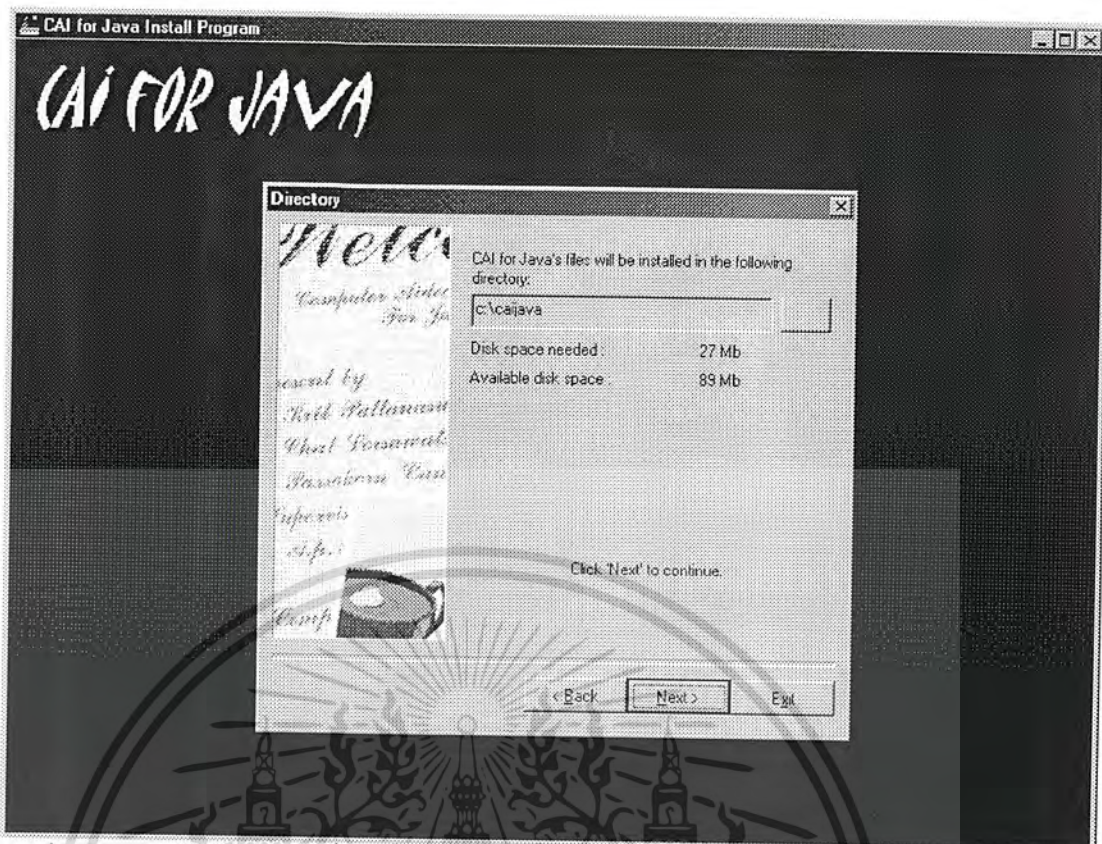 CAI for Java Install Program
CAI FOR JAVA
Directory
Welco
Computer Aided
For Ja
resent by
CAI for Java's files will be installed in the following
directory:
c:\caijava
Disk space needed : 27 Mb
Available disk space : 89 Mb
Click 'Next' to continue.
Comp
< Back
Next >
Exit